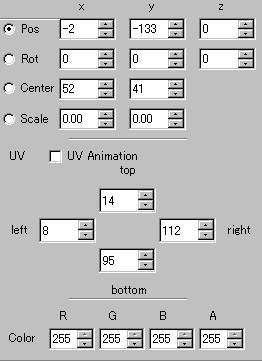 x y z
Pos -2 -133 0
Rot 0 0 0
Center 52 41
Scale 0.00 0.00
UV UV Animation
top
14
left 8 112 right
95
bottom
R G B A
Color 255 255 255 255